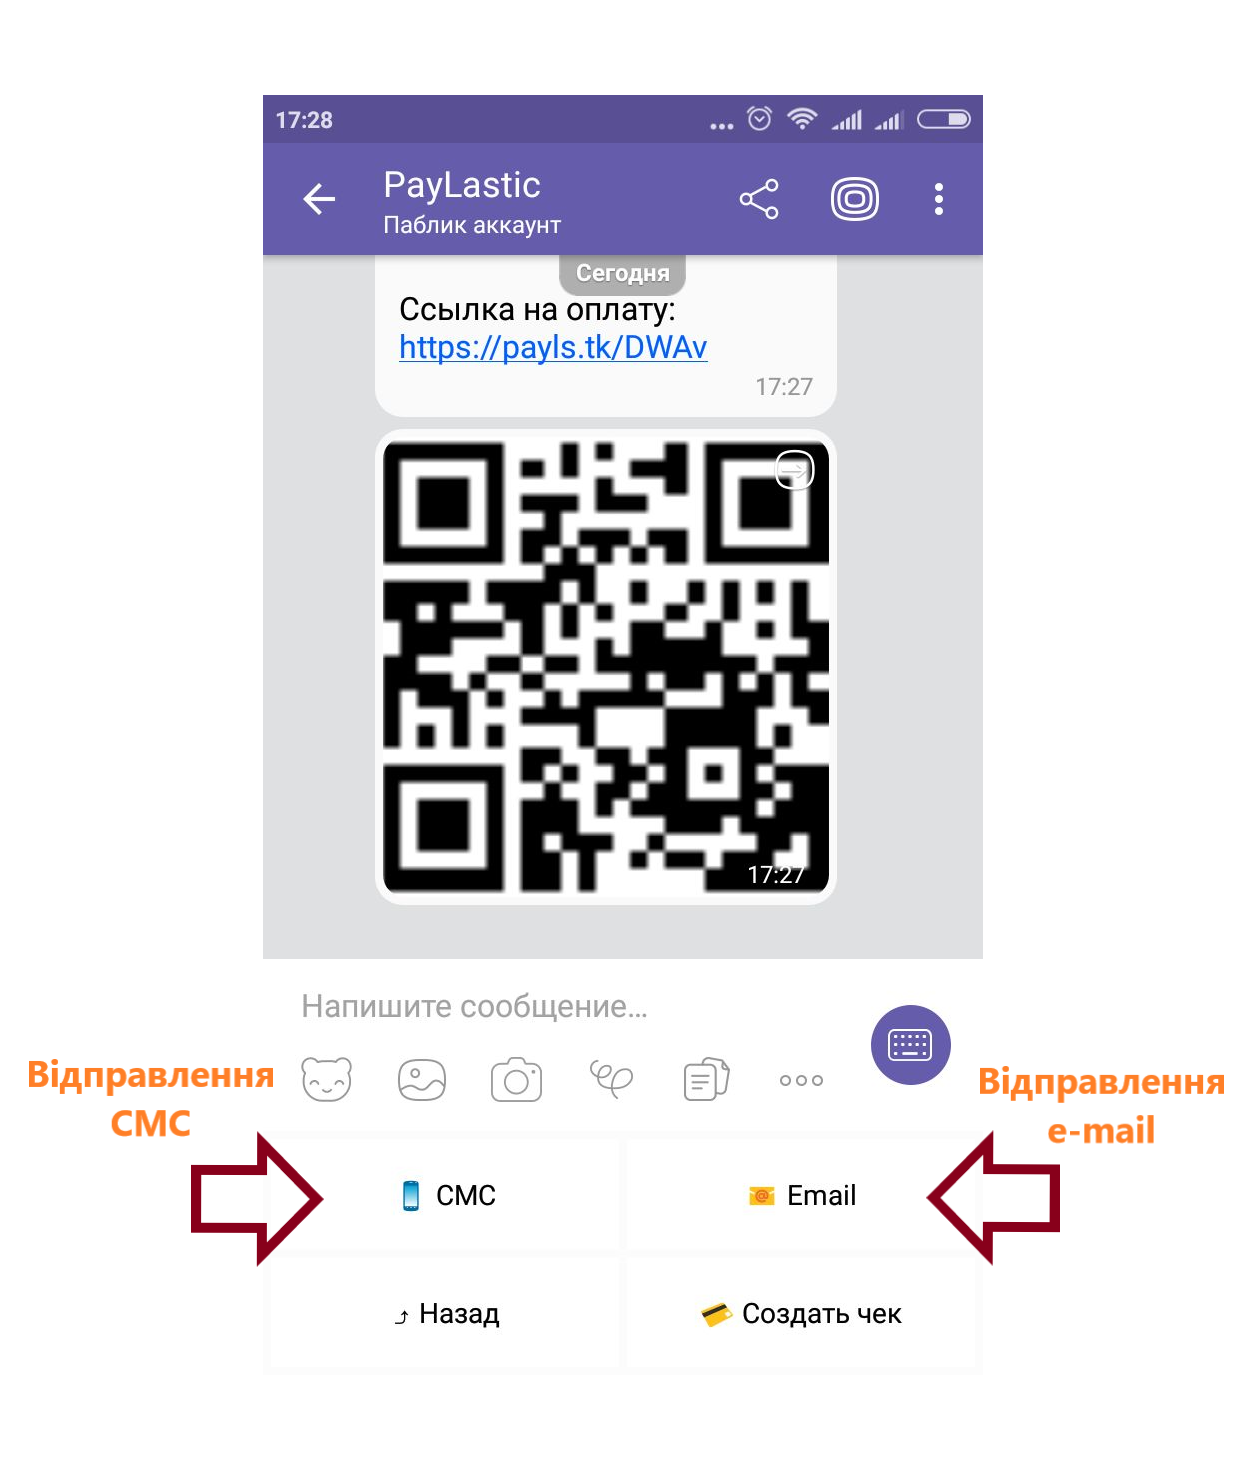 17:28
PayLastic
Паблик аккаунт
Сегодня
Ссылка на оплату:
https://payls.tk/DWAv
17:27
17:27
Напишите сообщение...
Відправлення
СМС
Відправлення
e-mail
СМС
Email
Назад
Создать чек